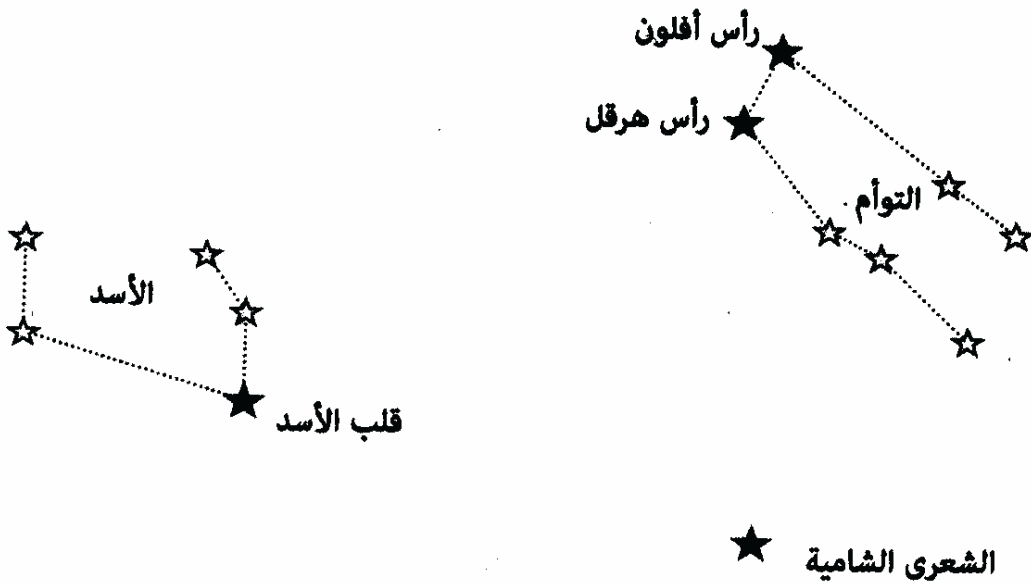 رأس أفلون
رأس هرقل
التوأم
الأسد
قلب الأسد
الشعرى الشامية